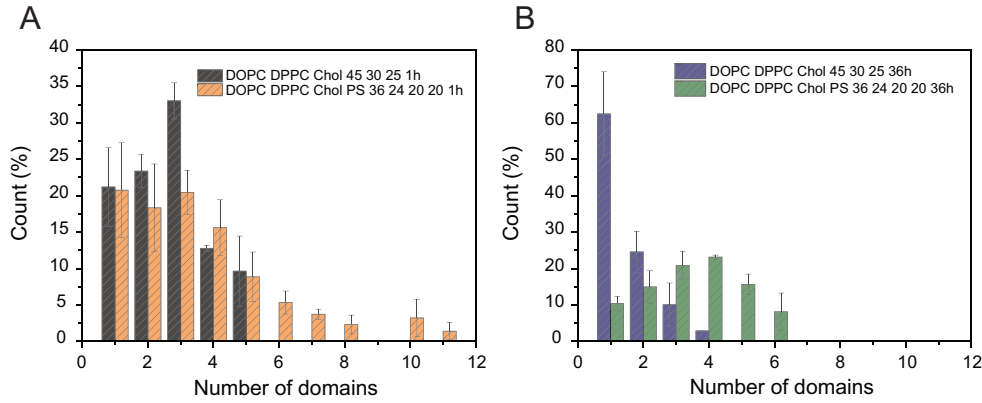 A
DOPC DPPC Chol 45 30 25 1h
DOPC DPPC Chol PS 36 24 20 20 1h
Count (%)
40
35
30
25
20
15
10
5
0
0 2 4 6 8 10 12
Number of domains
B
DOPC DPPC Chol 45 30 25 36h
DOPC DPPC Chol PS 36 24 20 20 36h
Count (%)
80
70
60
50
40
30
20
10
0
0 2 4 6 8 10 12
Number of domains